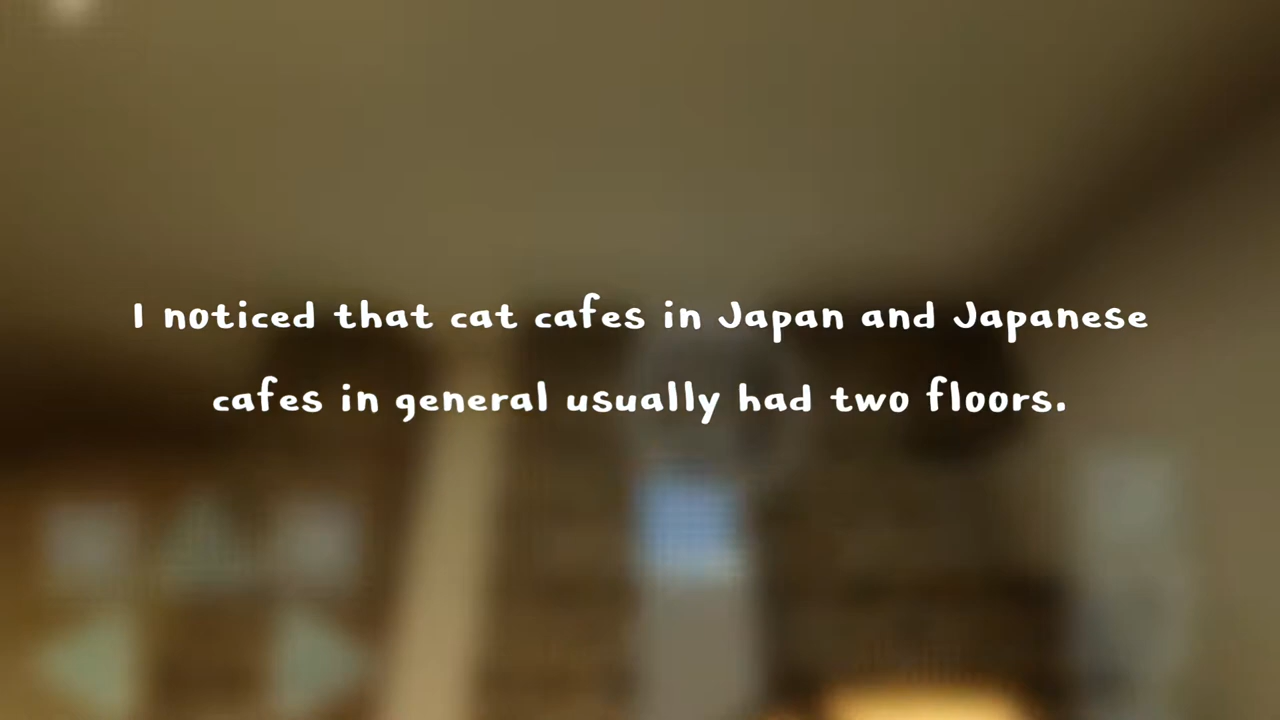 I noticed that cat cafes in Japan and Japanese
cafes in general usually had two floors.